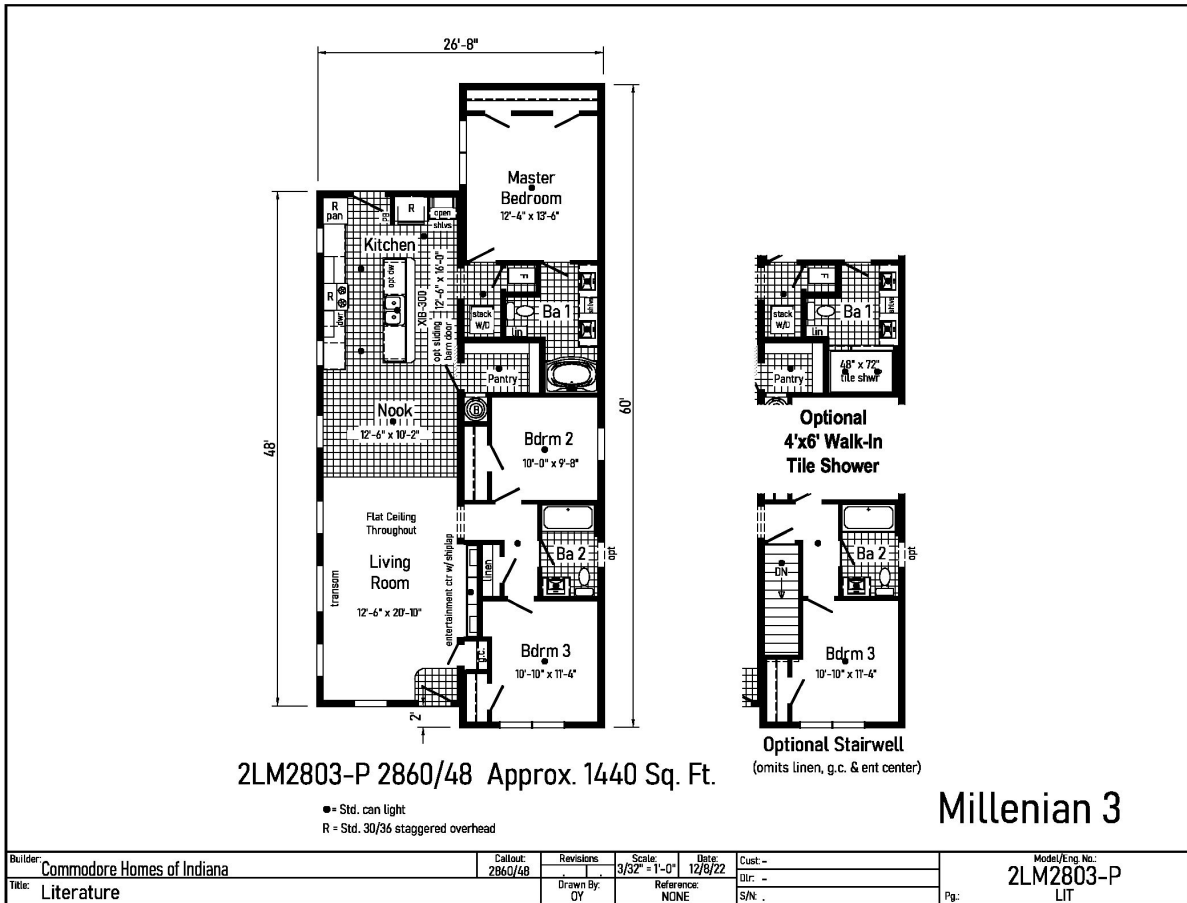 26'-8"
Master
Bedroom
12'-4" x 13'-6"
R
pan
R
open
shlvs
Kitchen
opt dw
XIB-300
12'-6" x 16'-0"
R
dwr
opt sliding
barn door
F
stack
W/D
lin
Ba 1
shlvs
Pantry
Nook
12'-6" x 10'-2"
Bdrm 2
10'-0" x 9'-8"
48'
60'
Flat Ceiling
Throughout
Living
Room
12'-6" x 20'-10"
transom
entertainment ctr w/ shiplap
linen
Ba 2
opt
g.c.
Bdrm 3
10'-10" x 11'-4"
2'
F
stack
W/D
lin
Ba 1
shlvs
Pantry
48" x 72"
tile shwr
Optional
4'x6' Walk-In
Tile Shower
DN
Ba 2
opt
Bdrm 3
10'-10" x 11'-4"
Optional Stairwell
(omits linen, g.c. & ent center)
2LM2803-P 2860/48 Approx. 1440 Sq. Ft.
= Std. can light
R = Std. 30/36 staggered overhead
Millenian 3
Builder: Commodore Homes of Indiana
Title: Literature
Callout:
2860/48
Revisions
Drawn By:
OY
Scale:
3/32" = 1'-0"
Date:
12/8/22
Reference:
NONE
Cust: -
Dlr: -
S/N: .
Model/Eng. No.:
2LM2803-P
Pg.: LIT